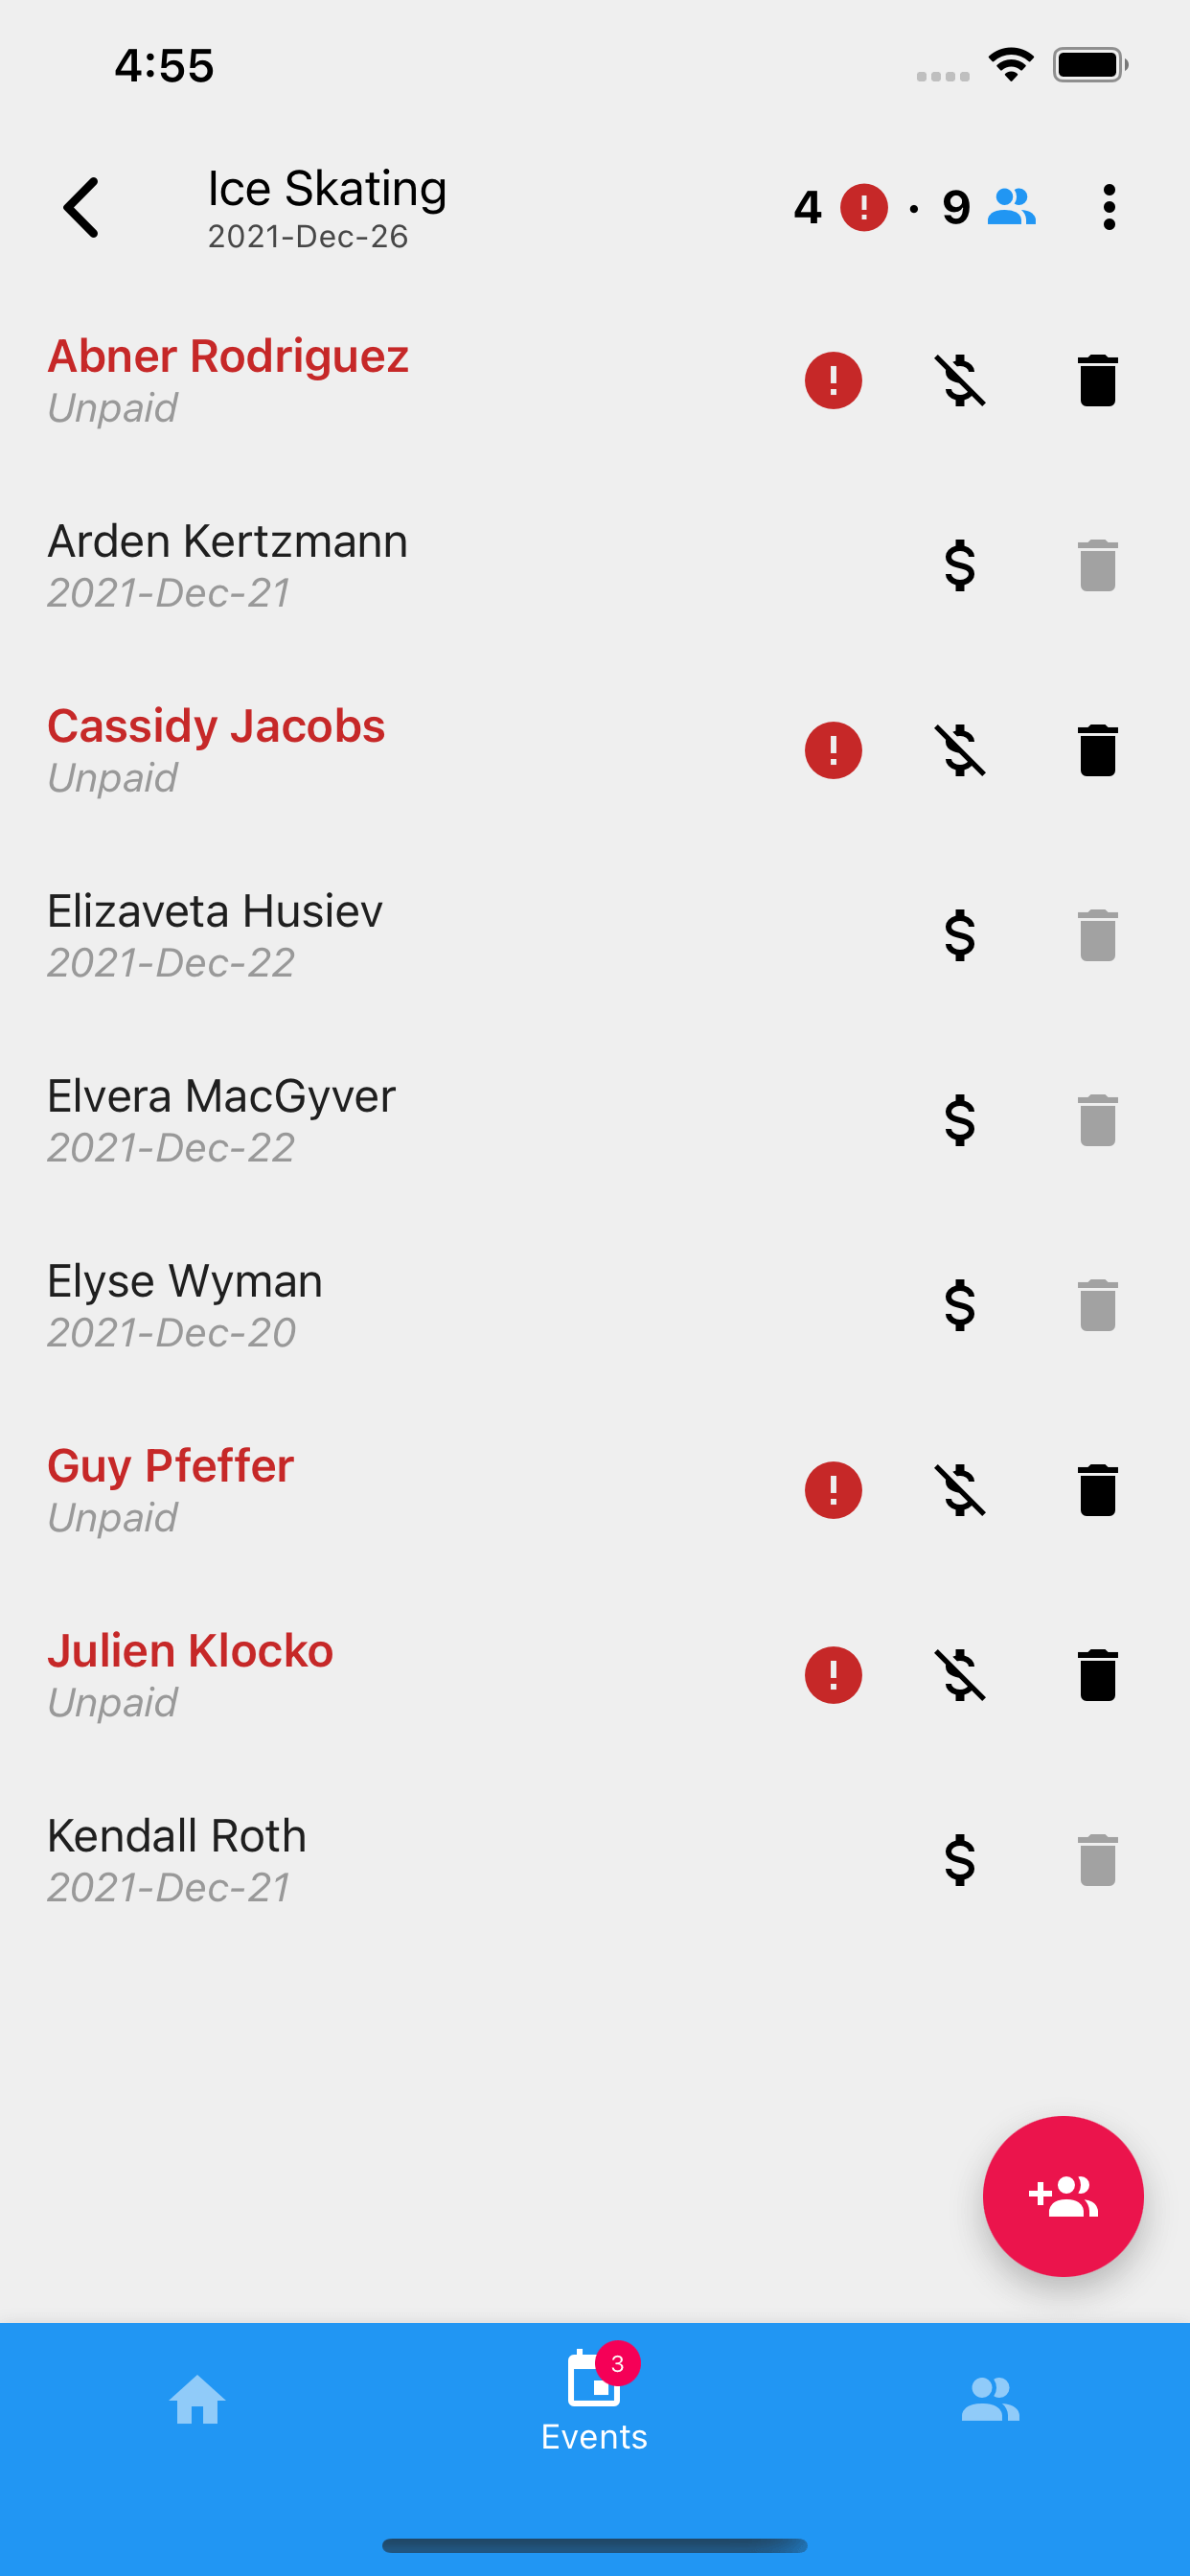 4:55
Ice Skating
2021-Dec-26
4 · 9
Abner Rodriguez
Unpaid
Arden Kertzmann
2021-Dec-21
Cassidy Jacobs
Unpaid
Elizaveta Husiev
2021-Dec-22
Elvera MacGyver
2021-Dec-22
Elyse Wyman
2021-Dec-20
Guy Pfeffer
Unpaid
Julien Klocko
Unpaid
Kendall Roth
2021-Dec-21
3
Events